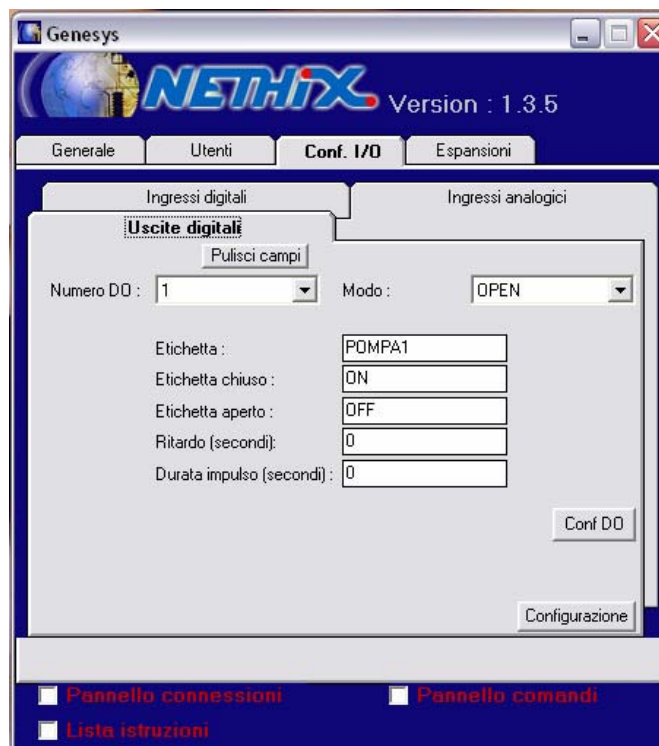 Genesys
NETHIX Version : 1.3.5
Generale Utenti Conf. I/O Espansioni
Ingressi digitali Ingressi analogici
Uscite digitali
Pulisci campi
Numero DO : 1 Modo : OPEN
Etichetta : POMPA1
Etichetta chiuso : ON
Etichetta aperto : OFF
Ritardo (secondi): 0
Durata impulso (secondi) : 0
Conf DO
Configurazione
Pannello connessioni Pannello comandi
Lista istruzioni